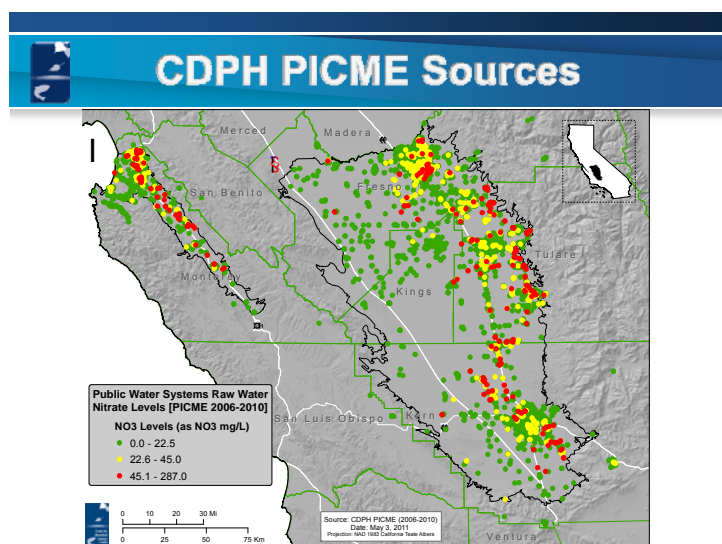 CDPH PICME Sources
Merced
Madera
San Benito
Fresno
Tulare
Monterey
Kings
San Luis Obispo
Kern
Ventura
Public Water Systems Raw Water
Nitrate Levels [PICME 2006-2010]
NO3 Levels (as NO3 mg/L)
0.0 - 22.5
22.6 - 45.0
45.1 - 287.0
0 10 20 30 Mi
0 25 50 75 Km
Source: CDPH PICME (2006-2010)
Date: May 3, 2011
Projection: NAD 1983 California Teale Albers